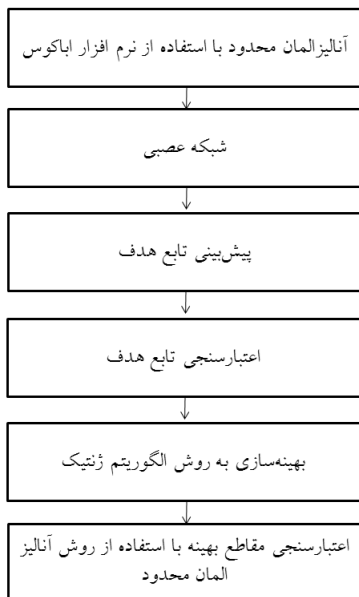 آنالیزالمان محدود با استفاده از نرم افزار اباکوس
شبکه عصبی
پیش‌بینی تابع هدف
اعتبارسنجی تابع هدف
بهینه‌سازی به روش الگوریتم ژنتیک
اعتبارسنجی مقاطع بهینه با استفاده از روش آنالیز
المان محدود